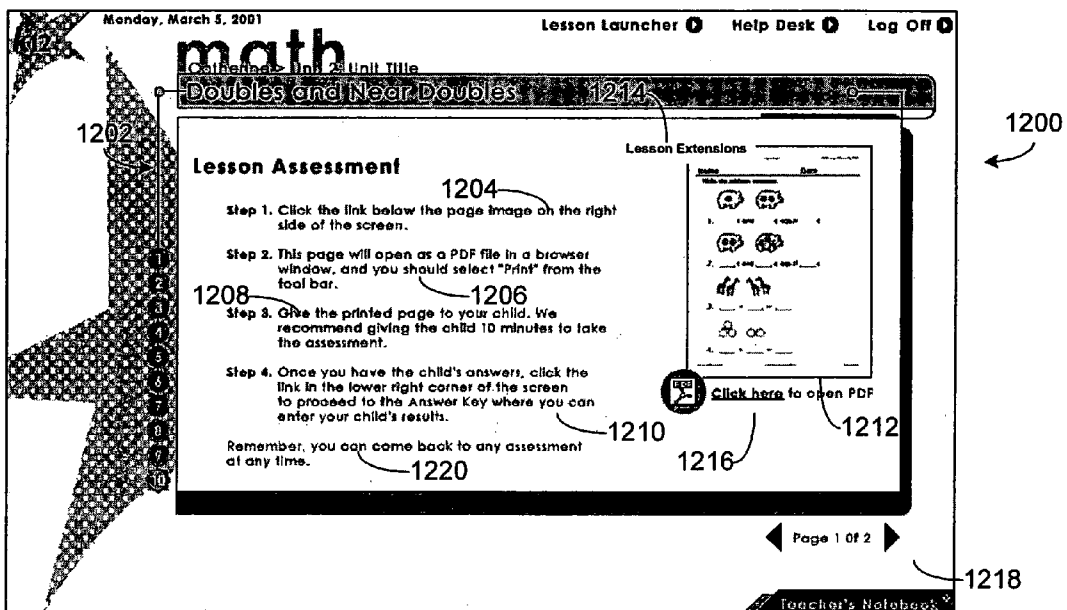 Monday, March 5, 2001
Lesson Launcher Help Desk Log Off
K12
math
Catherine > Unit 2: Unit Title
Doubles and Near Doubles 1214
1202
1200
Lesson Extensions
Lesson Assessment
Name Date
1204
Step 1. Click the link below the page image on the right
side of the screen.
1.
Step 2. This page will open as a PDF file in a browser
window, and you should select "Print" from the
tool bar.
2.
1208 1206
Step 3. Give the printed page to your child. We
recommend giving the child 10 minutes to take
the assessment.
3.
4.
Step 4. Once you have the child's answers, click the
link in the lower right corner of the screen
to proceed to the Answer Key where you can
enter your child's results.
Click here to open PDF
1210
1212
1216
Remember, you can come back to any assessment
at any time.
1220
1
2
3
4
5
6
7
8
9
10
Page 1 Of 2
1218
Teacher's Notebook